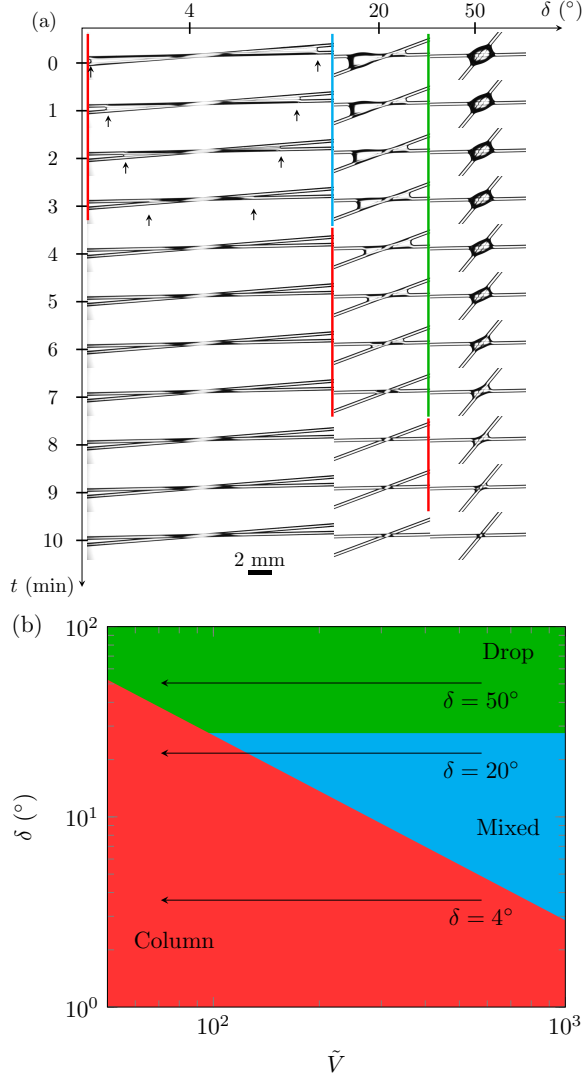 (a)
4 20 50 δ (°)
0
1
2
3
4
5
6
7
8
9
10
t (min)
2 mm
(b)
10²
Drop
δ = 50°
δ = 20°
10¹
δ (°)
Mixed
δ = 4°
Column
10⁰
10² 10³
Ṽ